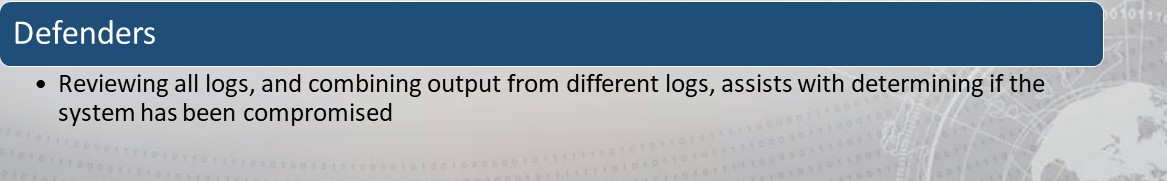 Defenders
• Reviewing all logs, and combining output from different logs, assists with determining if the
system has been compromised